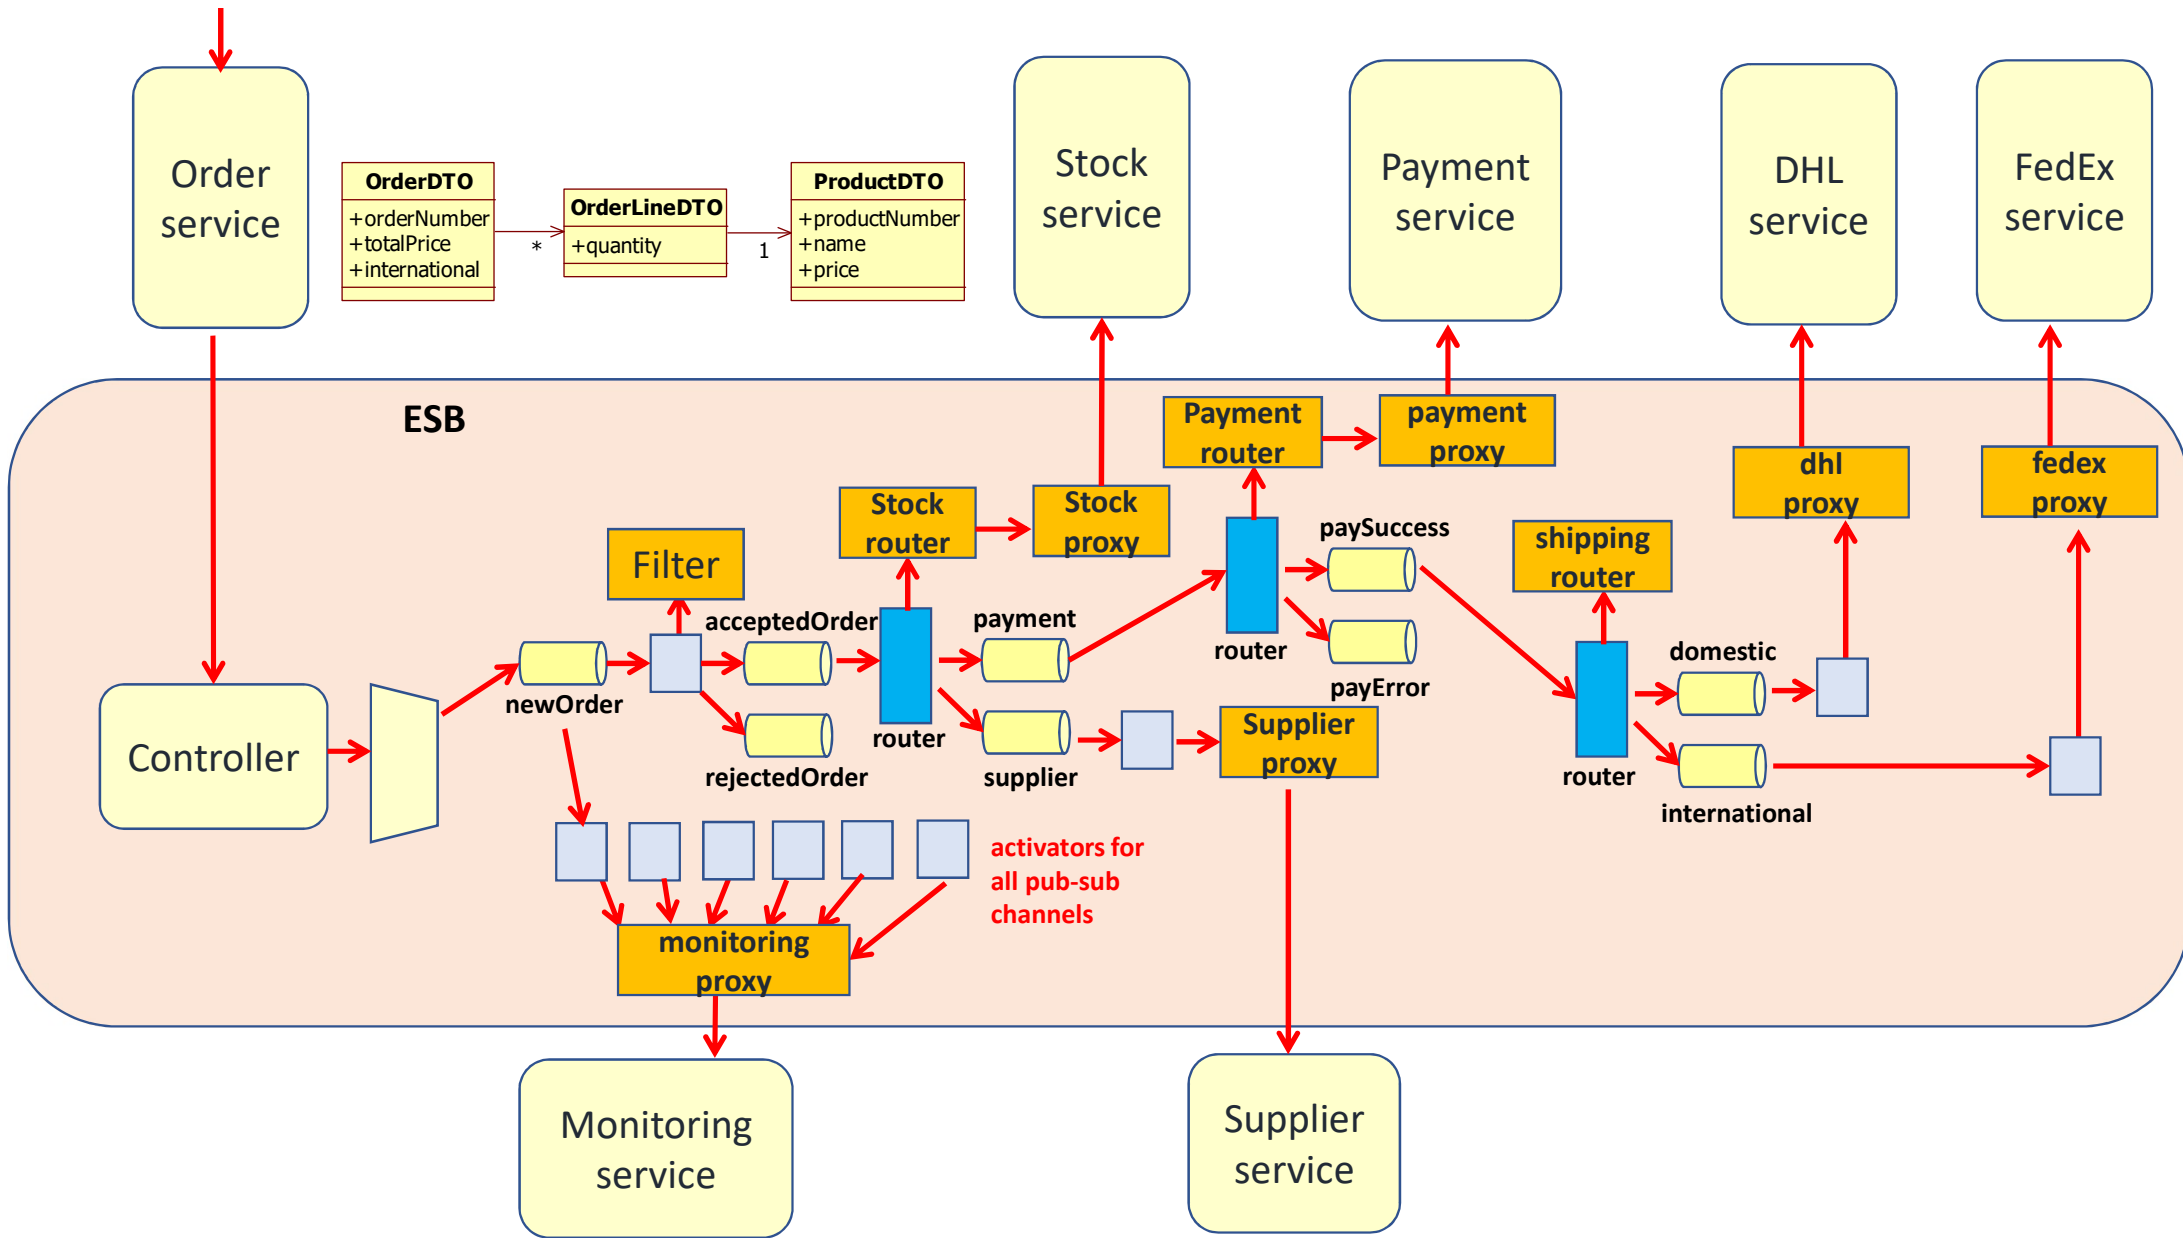 Order
service
OrderDTO
+orderNumber
+totalPrice
+international
*
OrderLineDTO
+quantity
1
ProductDTO
+productNumber
+name
+price
Stock
service
Payment
service
DHL
service
FedEx
service
ESB
Payment
router
payment
proxy
dhl
proxy
fedex
proxy
Stock
router
Stock
proxy
Filter
paySuccess
shipping
router
acceptedOrder
payment
router
payError
domestic
newOrder
Controller
rejectedOrder
router
supplier
Supplier
proxy
router
international
activators for
all pub-sub
channels
monitoring
proxy
Monitoring
service
Supplier
service